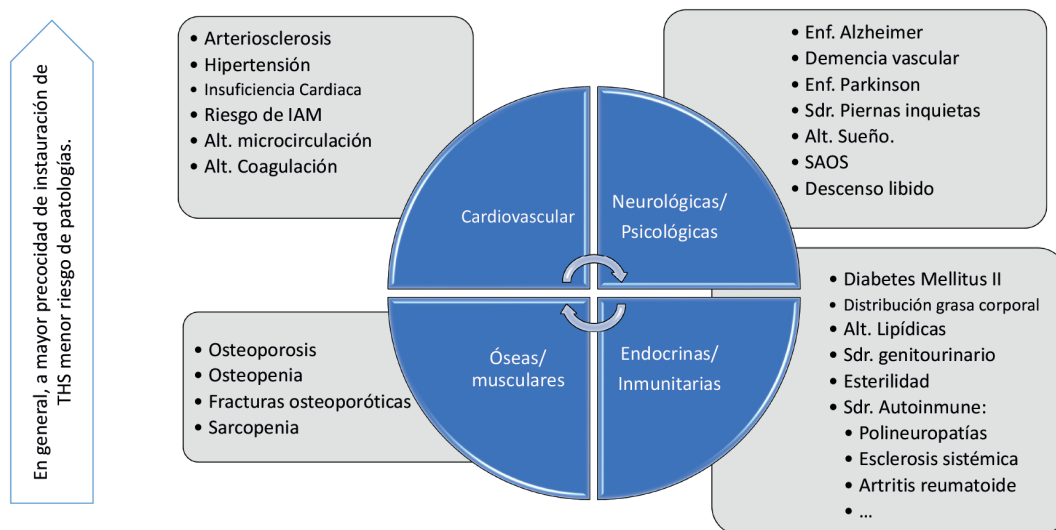 En general, a mayor precocidad de instauración de
THS menor riesgo de patologías.
• Arteriosclerosis
• Hipertensión
• Insuficiencia Cardiaca
• Riesgo de IAM
• Alt. microcirculación
• Alt. Coagulación
Cardiovascular
• Enf. Alzheimer
• Demencia vascular
• Enf. Parkinson
• Sdr. Piernas inquietas
• Alt. Sueño.
• SAOS
• Descenso libido
Neurológicas/
Psicológicas
• Osteoporosis
• Osteopenia
• Fracturas osteoporóticas
• Sarcopenia
Óseas/
musculares
Endocrinas/
Inmunitarias
• Diabetes Mellitus II
• Distribución grasa corporal
• Alt. Lipídicas
• Sdr. genitourinario
• Esterilidad
• Sdr. Autoinmune:
• Polineuropatías
• Esclerosis sistémica
• Artritis reumatoide
• ...